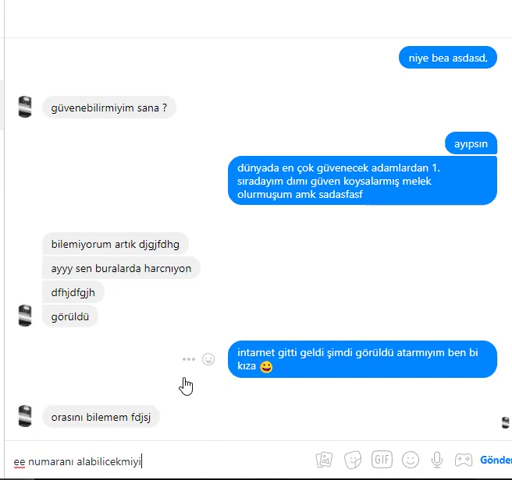 niye bea asdasd.
güvenebilirmiyim sana ?
ayıpsın
dünyada en çok güvenecek adamlardan 1.
sıradayım dımı güven koysalarmış melek
olurmuşum amk sadasfasf
bilemiyorum artık djgjfdhg
ayyy sen buralarda harcnıyon
dfhjdfgjh
görüldü
intarnet gitti geldi şimdi görüldü atarmıyım ben bi
kıza
orasını bilemem fdjsj
ee numaranı alabilicekmiyi
GIF
Gönder